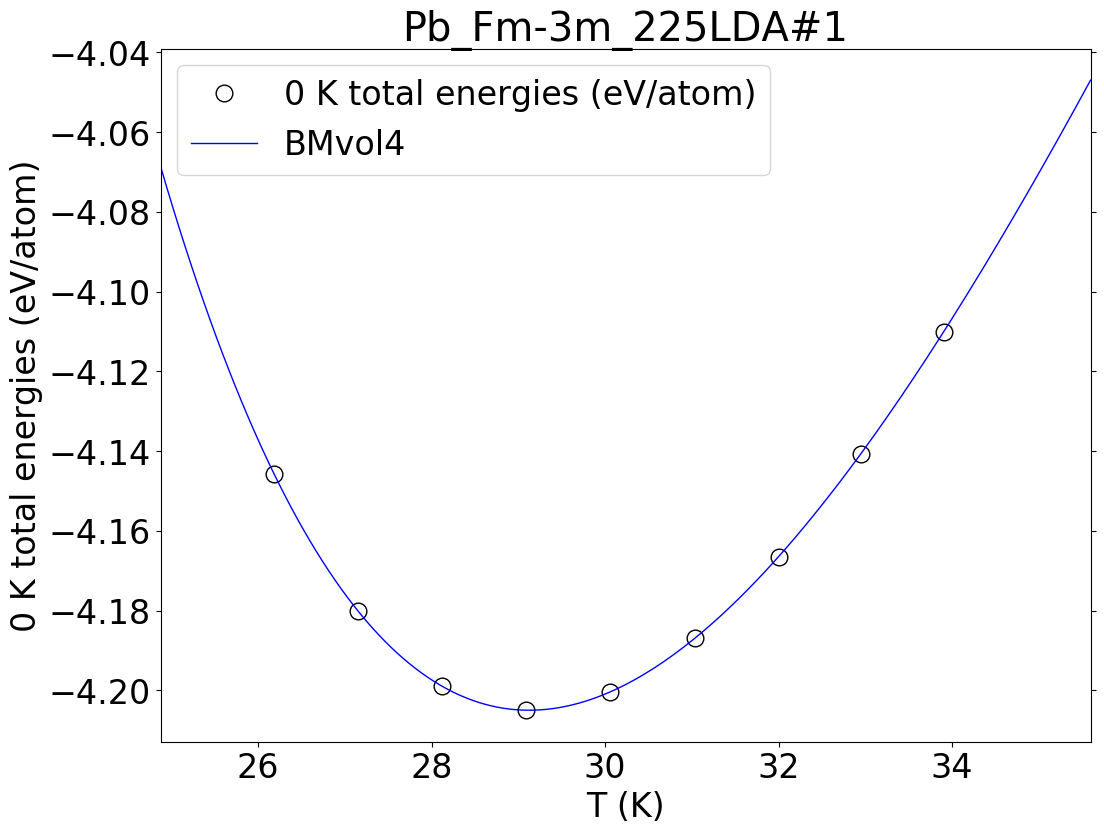 Pb_Fm-3m_225LDA#1
0 K total energies (eV/atom)
BMvol4
0 K total energies (eV/atom)
−4.04
−4.06
−4.08
−4.10
−4.12
−4.14
−4.16
−4.18
−4.20
26 28 30 32 34
T (K)